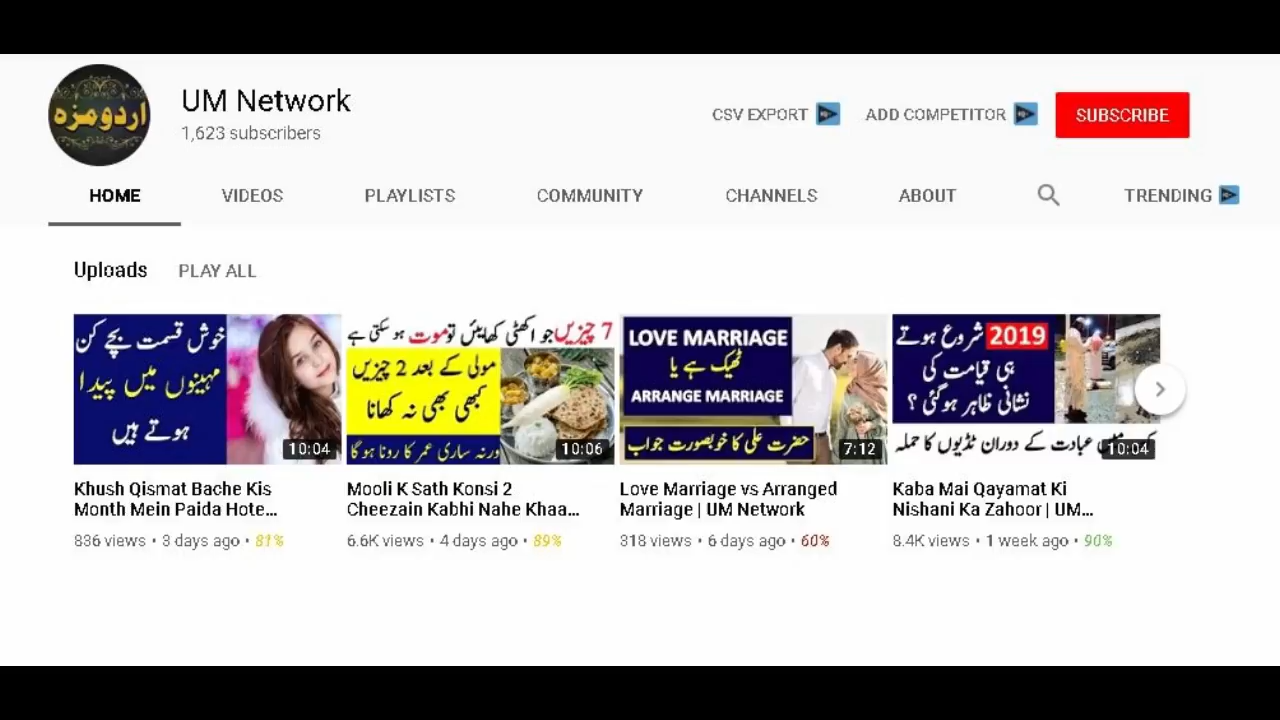 اردومزہ
UM Network
1,623 subscribers
CSV EXPORT
ADD COMPETITOR
SUBSCRIBE
HOME
VIDEOS
PLAYLISTS
COMMUNITY
CHANNELS
ABOUT
TRENDING
Uploads
PLAY ALL
خوش قسمت بچے کن
مہینوں میں پیدا
ہوتے ہیں
10:04
Khush Qismat Bache Kis
Month Mein Paida Hote...
836 views • 3 days ago • 81%
7 چیزیں جو اکھٹی کھایئں تو موت ہو سکتی ہے
مولی کے بعد 2 چیزیں
کبھی بھی نہ کھانا
ورنہ ساری عمر کا رونا ہو گا
10:06
Mooli K Sath Konsi 2
Cheezain Kabhi Nahe Khaa...
6.6K views • 4 days ago • 89%
LOVE MARRIAGE
ٹھیک ہے یا
ARRANGE MARRIAGE
حضرت علی کا خوبصورت جواب
7:12
Love Marriage vs Arranged
Marriage | UM Network
318 views • 6 days ago • 60%
2019 شروع ہوتے
ہی قیامت کی
نشانی ظاہر ہوگئی ؟
میں عبادت کے دوران ٹڈیوں کا حملہ
10:04
Kaba Mai Qayamat Ki
Nishani Ka Zahoor | UM...
8.4K views • 1 week ago • 90%